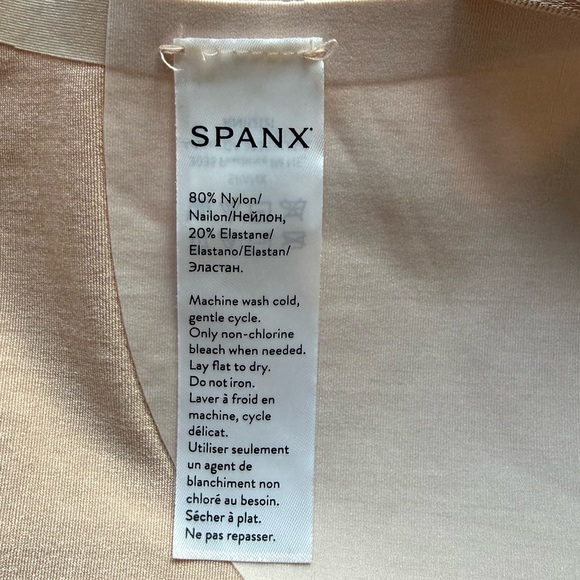 SPANX
80% Nylon/
Nailon/Нейлон,
20% Elastane/
Elastano/Elastan/
Эластан.
Machine wash cold,
gentle cycle.
Only non-chlorine
bleach when needed.
Lay flat to dry.
Do not iron.
Laver à froid en
machine, cycle
délicat.
Utiliser seulement
un agent de
blanchiment non
chloré au besoin.
Sécher à plat.
Ne pas repasser.